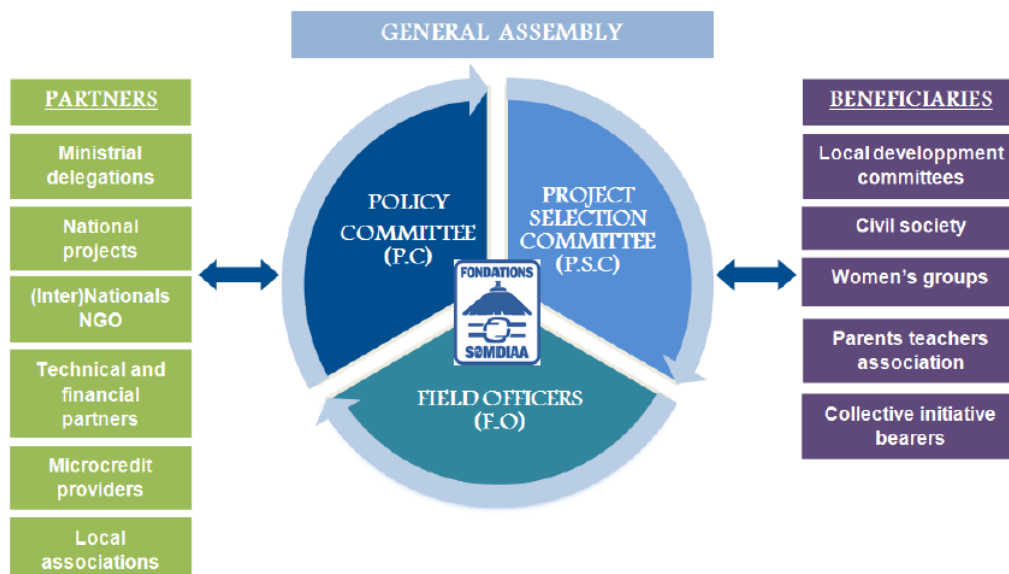 GENERAL ASSEMBLY
PARTNERS
Ministrial
delegations
National
projects
(Inter)Nationals
NGO
Technical and
financial
partners
Microcredit
providers
Local
associations
POLICY
COMMITTEE
(P.C)
PROJECT
SELECTION
COMMITTEE
(P.S.C)
FONDATIONS
SOMDIAA
FIELD OFFICERS
(F.O)
BENEFICIARIES
Local developpment
committees
Civil society
Women's groups
Parents teachers
association
Collective initiative
bearers